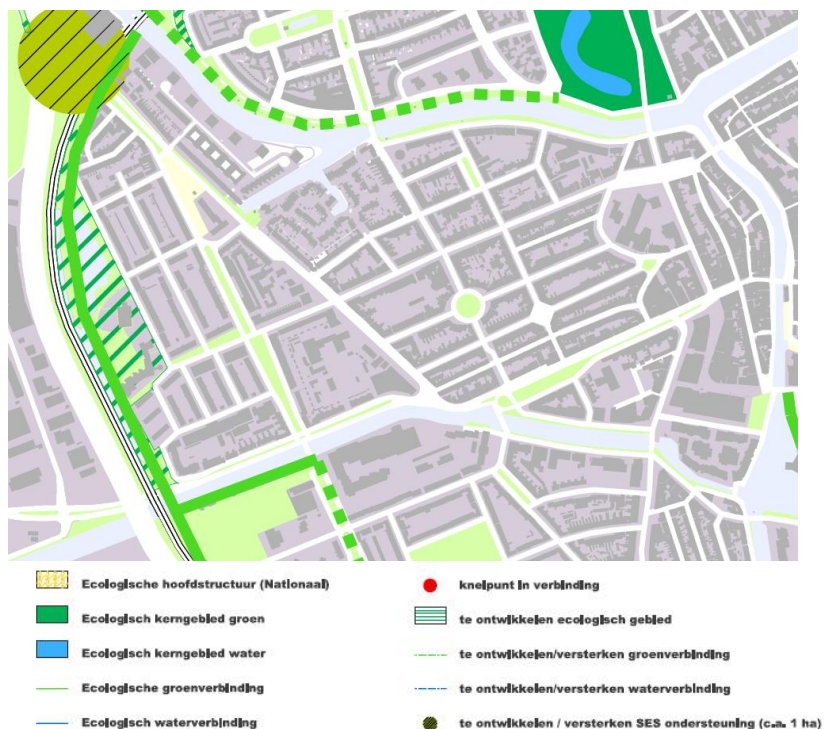 Ecologische hoofdstructuur (Nationaal)
Ecologisch kerngebied groen
Ecologisch kerngebied water
Ecologische groenverbinding
Ecologisch waterverbinding
knelpunt in verbinding
te ontwikkelen ecologisch gebied
te ontwikkelen/versterken groenverbinding
te ontwikkelen/versterken waterverbinding
te ontwikkelen / versterken SES ondersteuning (c.a. 1 ha)